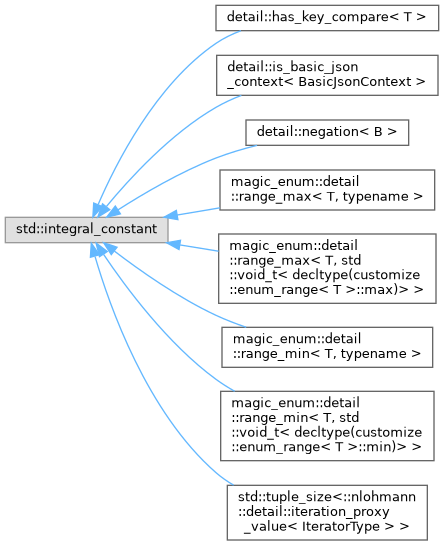 detail::has_key_compare< T >
detail::is_basic_json
_context< BasicJsonContext >
detail::negation< B >
magic_enum::detail
::range_max< T, typename >
std::integral_constant
magic_enum::detail
::range_max< T, std
::void_t< decltype(customize
::enum_range< T >::max)> >
magic_enum::detail
::range_min< T, typename >
magic_enum::detail
::range_min< T, std
::void_t< decltype(customize
::enum_range< T >::min)> >
std::tuple_size<::nlohmann
::detail::iteration_proxy
_value< IteratorType > >